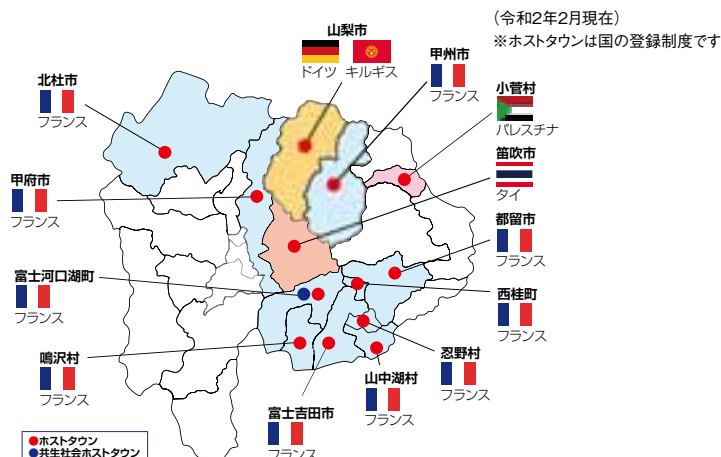 (令和2年2月現在)
※ホストタウンは国の登録制度です
山梨市
ドイツ キルギス
甲州市
フランス
北杜市
フランス
小菅村
パレスチナ
笛吹市
タイ
甲府市
フランス
都留市
フランス
富士河口湖町
フランス
西桂町
フランス
鳴沢村
フランス
忍野村
フランス
山中湖村
フランス
富士吉田市
フランス
●ホストタウン
●共生社会ホストタウン